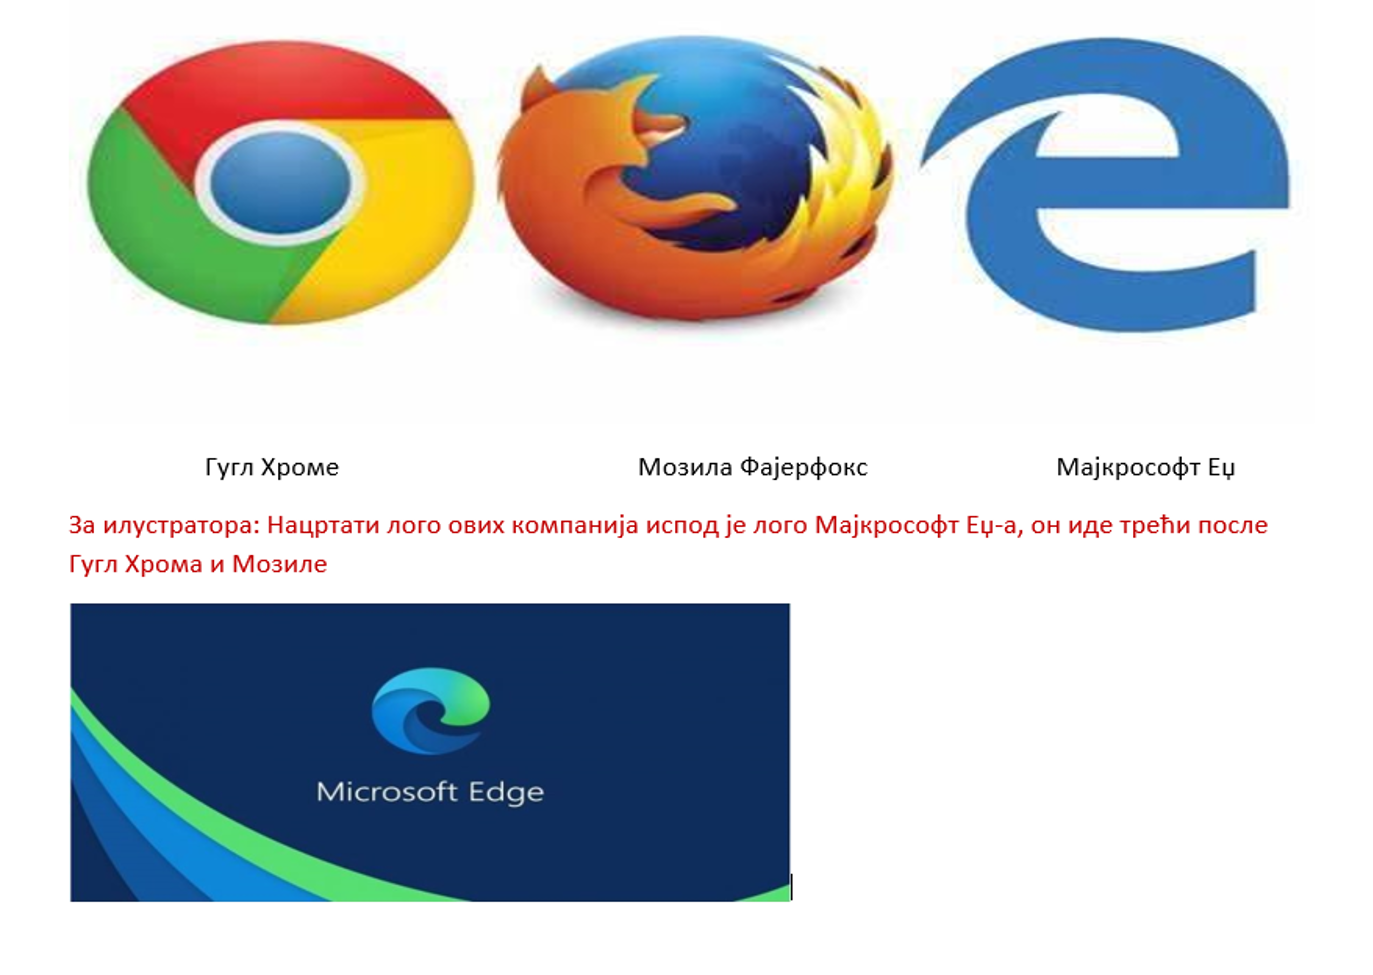 Гугл Хроме Мозила Фајерфокс Мајкрософт Еџ
За илустратора: Нацртати лого ових компанија испод је лого Мајкрософт Еџ-а, он иде трећи после
Гугл Хрома и Мозиле
Microsoft Edge